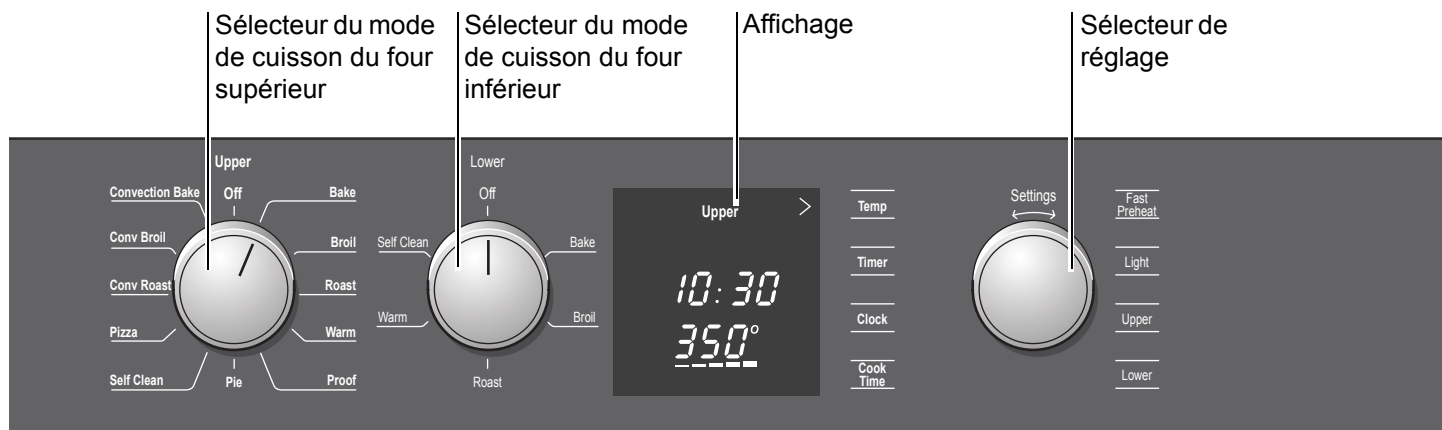 Sélecteur du mode
de cuisson du four
supérieur
Sélecteur du mode
de cuisson du four
inférieur
Affichage
Sélecteur de
réglage
Upper
Convection Bake
Off
Bake
Conv Broil
Broil
Conv Roast
Roast
Pizza
Warm
Self Clean
Pie
Proof
Lower
Off
Self Clean
Bake
Warm
Broil
Roast
Upper >
10:30
350°
Temp
Timer
Clock
Cook
Time
Settings
Fast
Preheat
Light
Upper
Lower